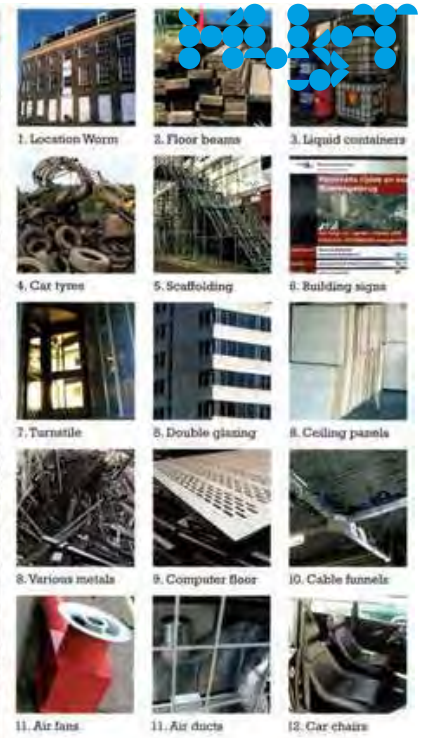 1. Location Worm
2. Floor beams
3. Liquid containers
4. Car tyres
5. Scaffolding
6. Building signs
7. Turnstile
8. Double glazing
8. Ceiling panels
8. Various metals
9. Computer floor
10. Cable funnels
11. Air fans
11. Air ducts
12. Car chairs